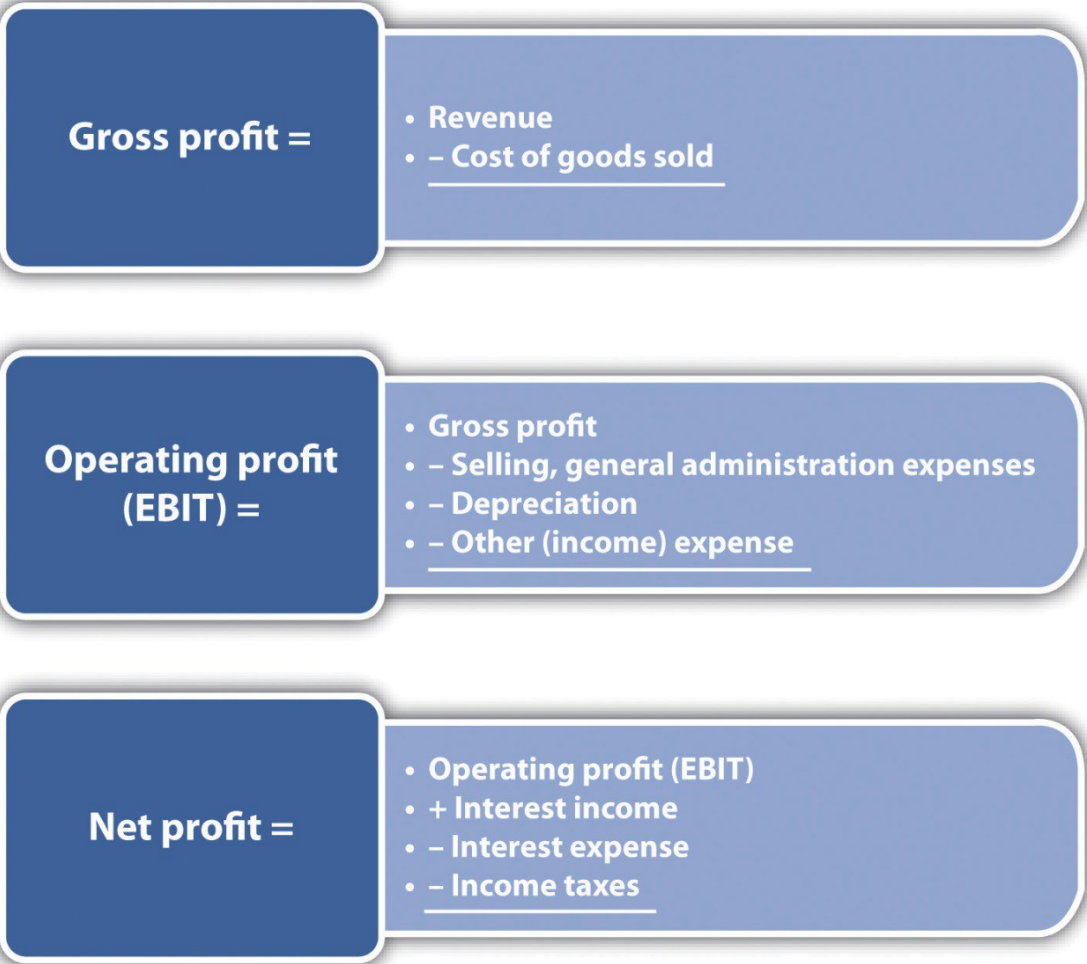 Gross profit =
• Revenue
• – Cost of goods sold
Operating profit
(EBIT) =
• Gross profit
• – Selling, general administration expenses
• – Depreciation
• – Other (income) expense
Net profit =
• Operating profit (EBIT)
• + Interest income
• – Interest expense
• – Income taxes